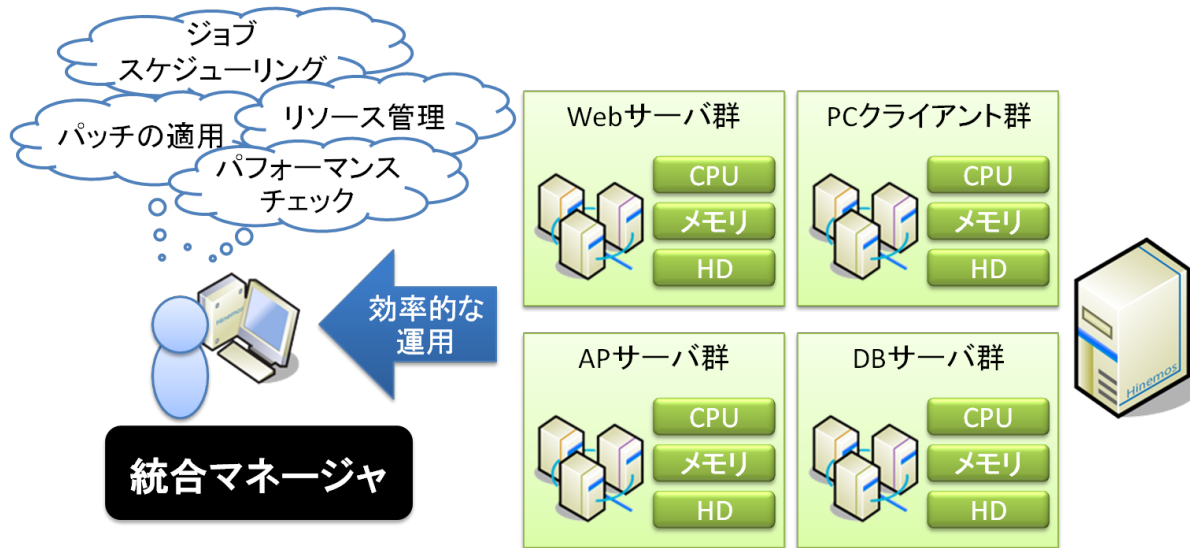 ジョブ
スケジューリング
パッチの適用
リソース管理
パフォーマンス
チェック
Hinemos
効率的な
運用
統合マネージャ
Webサーバ群
CPU
メモリ
HD
PCクライアント群
CPU
メモリ
HD
APサーバ群
CPU
メモリ
HD
DBサーバ群
CPU
メモリ
HD
Hinemos